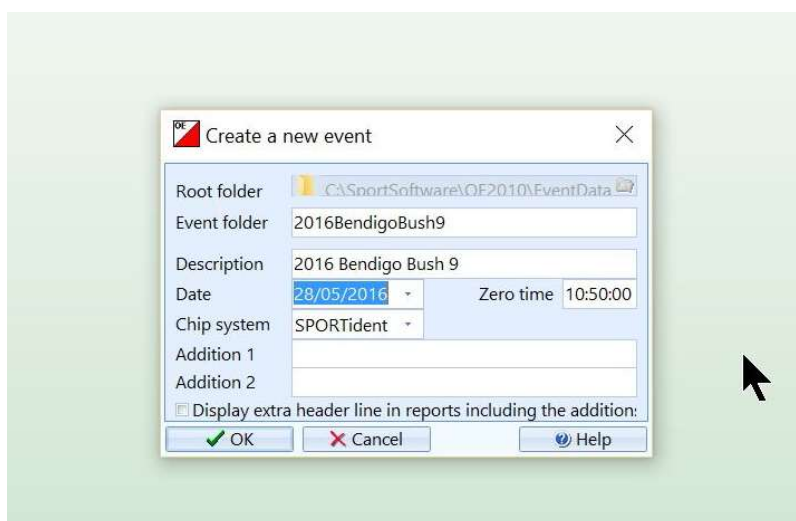 OE
Create a new event
Root folder C:\SportSoftware\OE2010\EventData
Event folder 2016BendigoBush9
Description 2016 Bendigo Bush 9
Date 28/05/2016 Zero time 10:50:00
Chip system SPORTident
Addition 1
Addition 2
Display extra header line in reports including the addition:
OK Cancel Help